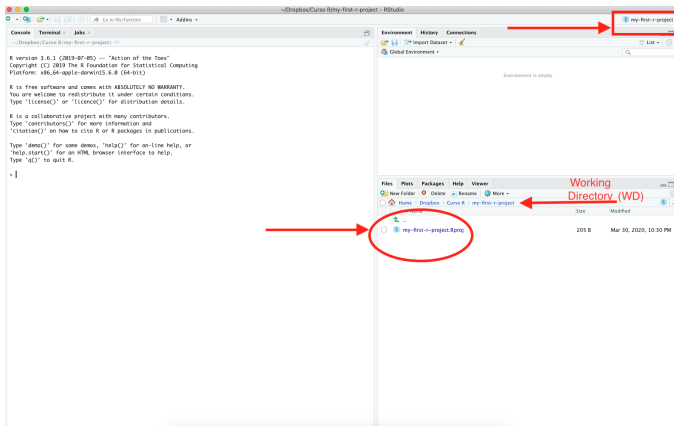 ~/Dropbox/Curso R/my-first-r-project - RStudio
Go to file/function
Addins
my-first-r-project
Console Terminal Jobs
~/Dropbox/Curso R/my-first-r-project/
R version 3.6.1 (2019-07-05) -- "Action of the Toes"
Copyright (C) 2019 The R Foundation for Statistical Computing
Platform: x86_64-apple-darwin15.6.0 (64-bit)
R is free software and comes with ABSOLUTELY NO WARRANTY.
You are welcome to redistribute it under certain conditions.
Type 'license()' or 'licence()' for distribution details.
R is a collaborative project with many contributors.
Type 'contributors()' for more information and
'citation()' on how to cite R or R packages in publications.
Type 'demo()' for some demos, 'help()' for on-line help, or
'help.start()' for an HTML browser interface to help.
Type 'q()' to quit R.
>
Environment History Connections
Import Dataset
List
Global Environment
Environment is empty
Files Plots Packages Help Viewer
New Folder Delete Rename More
Home Dropbox Curso R my-first-r-project
Working
Directory (WD)
Name Size Modified
..
my-first-r-project.Rproj 205 B Mar 30, 2020, 10:30 PM